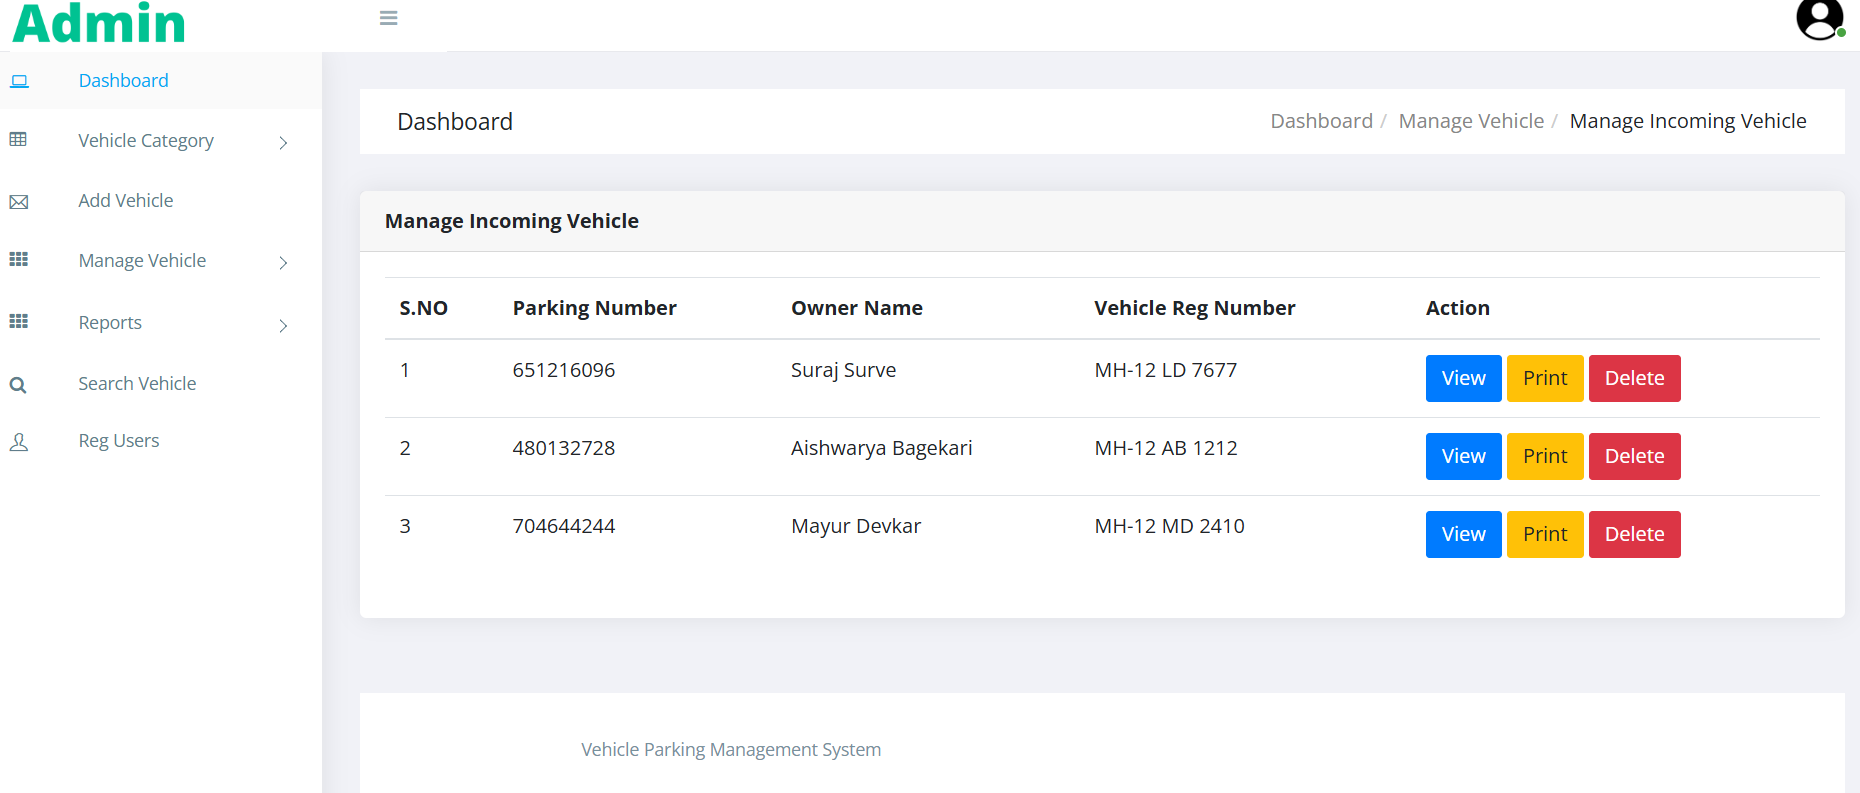 Admin
Dashboard
Vehicle Category
Add Vehicle
Manage Vehicle
Reports
Search Vehicle
Reg Users
Dashboard
Dashboard / Manage Vehicle / Manage Incoming Vehicle
Manage Incoming Vehicle
S.NO Parking Number Owner Name Vehicle Reg Number Action
1 651216096 Suraj Surve MH-12 LD 7677 View Print Delete
2 480132728 Aishwarya Bagekari MH-12 AB 1212 View Print Delete
3 704644244 Mayur Devkar MH-12 MD 2410 View Print Delete
Vehicle Parking Management System